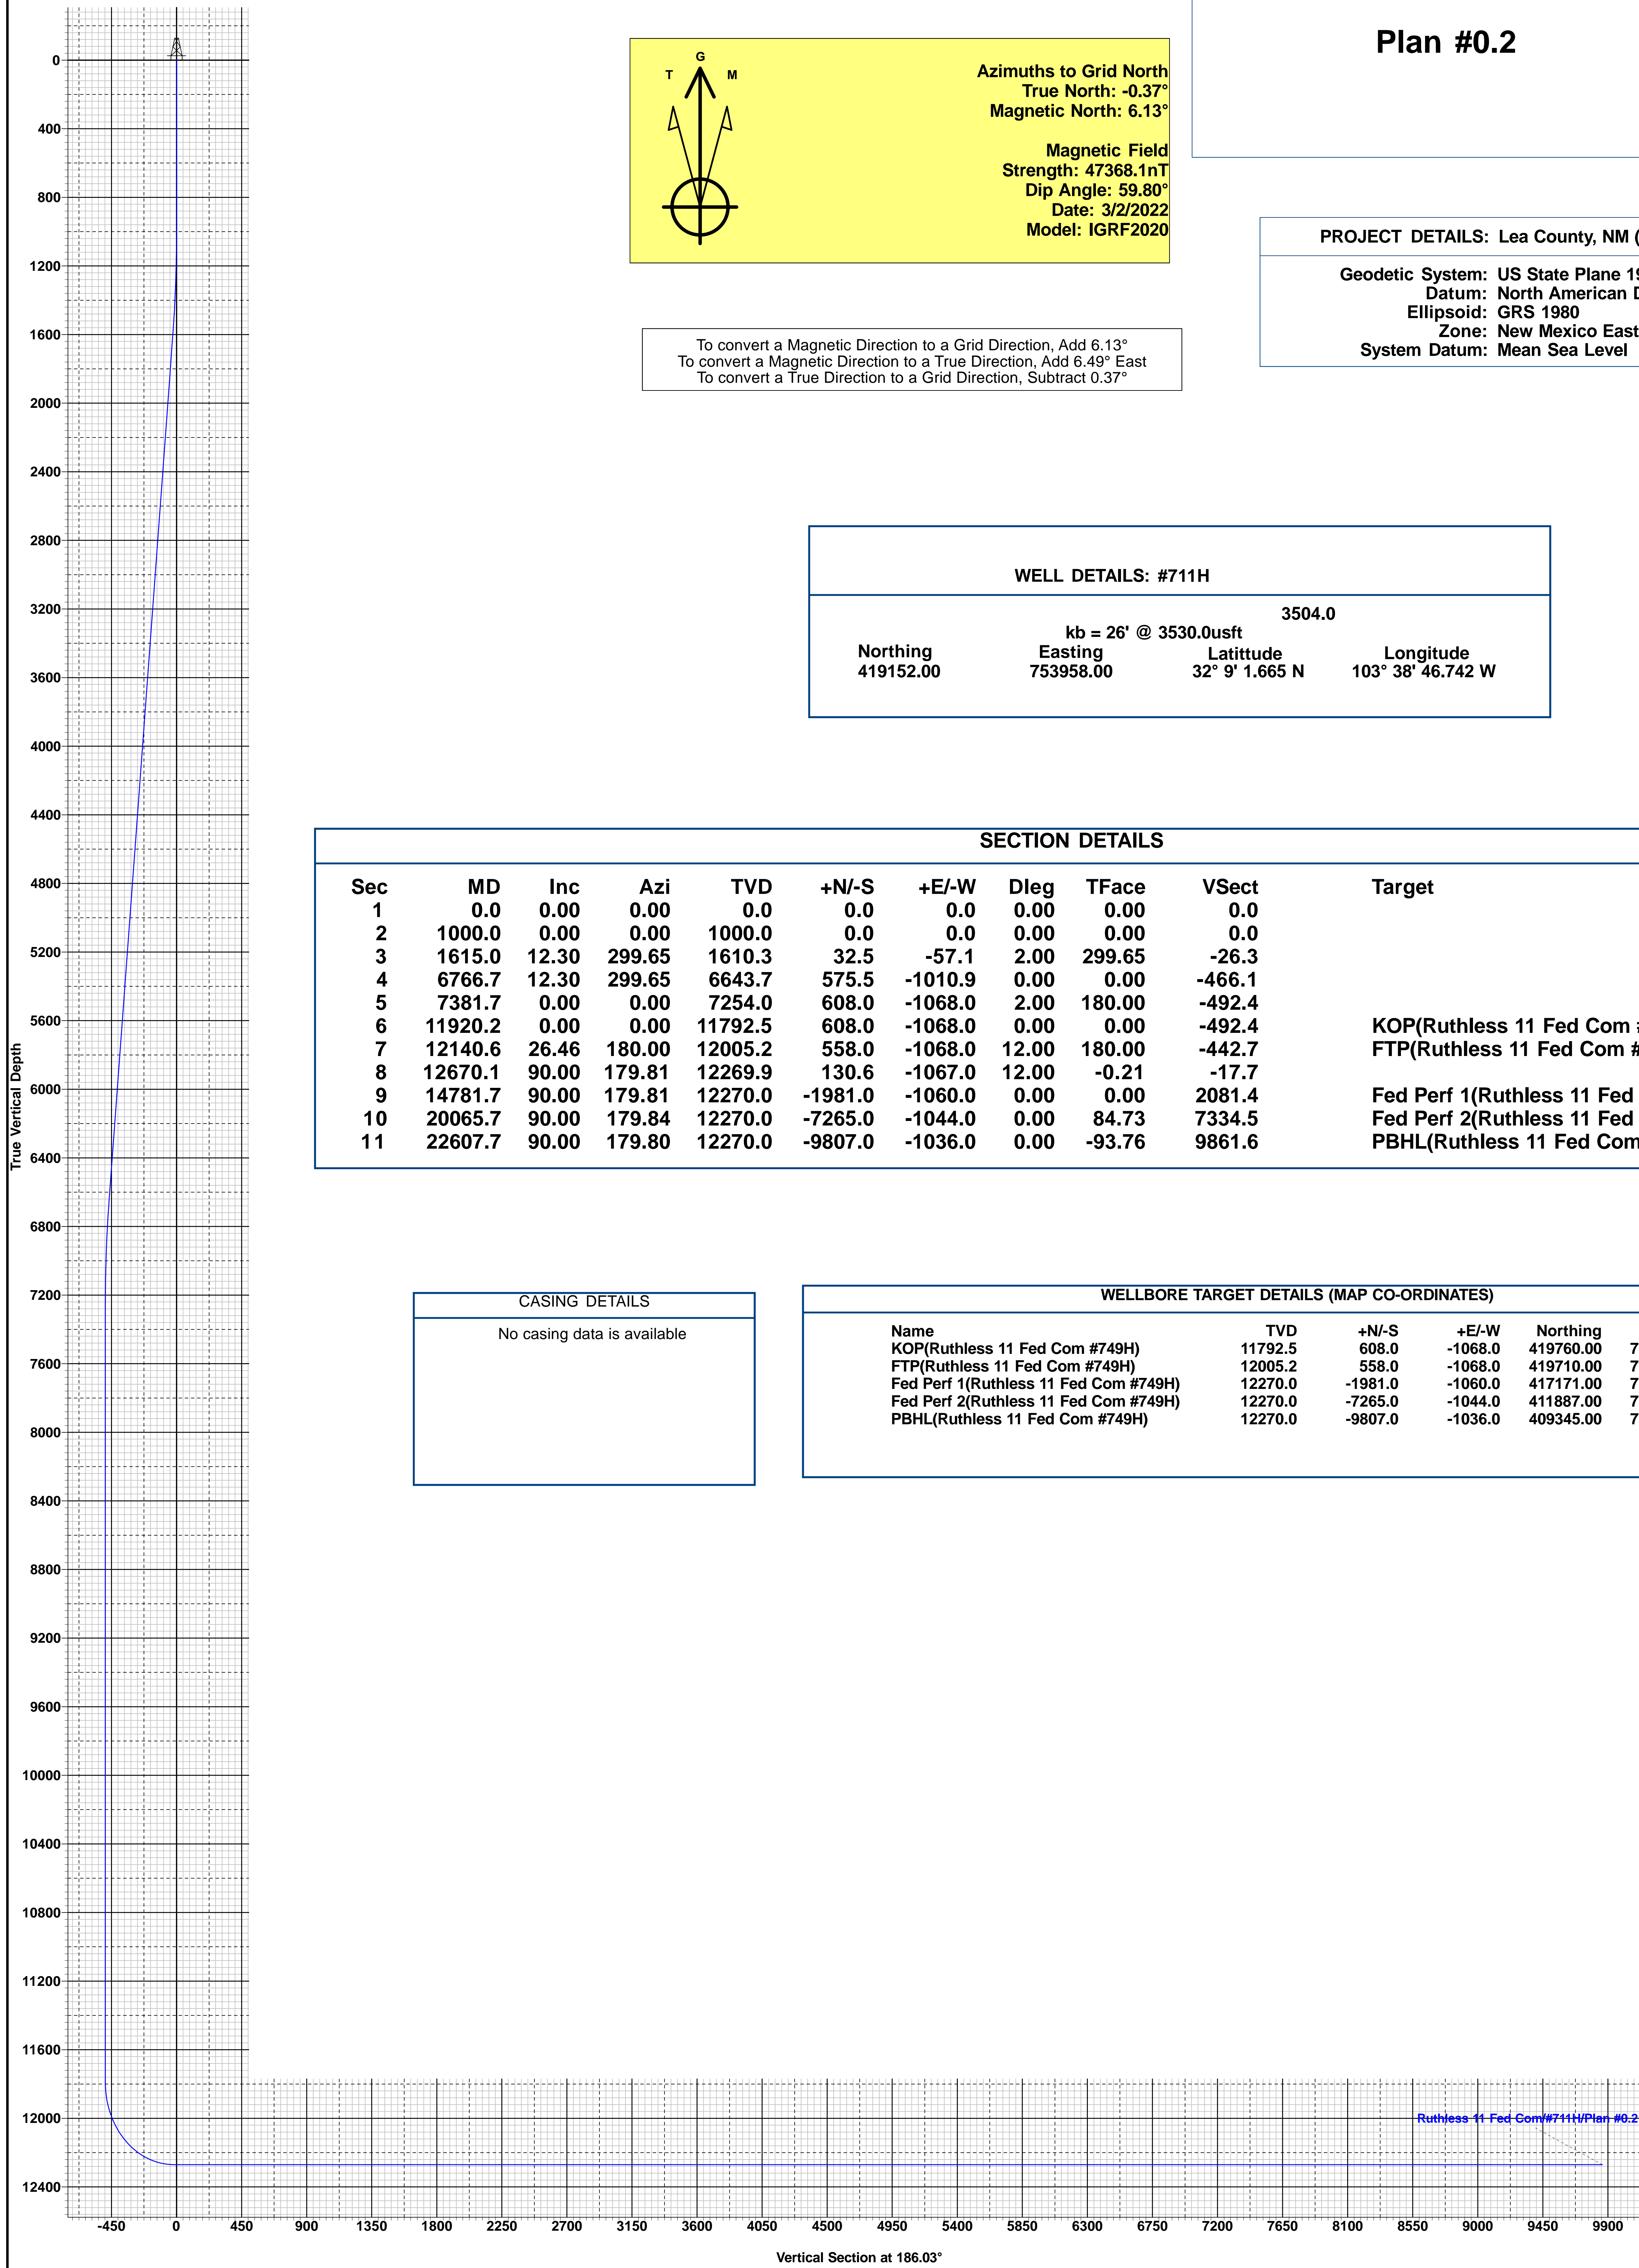 Plan #0.2
T G M
Azimuths to Grid North
True North: -0.37°
Magnetic North: 6.13°
Magnetic Field
Strength: 47368.1nT
Dip Angle: 59.80°
Date: 3/2/2022
Model: IGRF2020
PROJECT DETAILS: Lea County, NM (
Geodetic System: US State Plane 19
Datum: North American D
Ellipsoid: GRS 1980
Zone: New Mexico East
System Datum: Mean Sea Level
To convert a Magnetic Direction to a Grid Direction, Add 6.13°
To convert a Magnetic Direction to a True Direction, Add 6.49° East
To convert a True Direction to a Grid Direction, Subtract 0.37°
WELL DETAILS: #711H
3504.0
kb = 26' @ 3530.0usft
Northing Easting Latittude Longitude
419152.00 753958.00 32° 9' 1.665 N 103° 38' 46.742 W
SECTION DETAILS
Sec MD Inc Azi TVD +N/-S +E/-W Dleg TFace VSect Target
1 0.0 0.00 0.00 0.0 0.0 0.0 0.00 0.00 0.0
2 1000.0 0.00 0.00 1000.0 0.0 0.0 0.00 0.00 0.0
3 1615.0 12.30 299.65 1610.3 32.5 -57.1 2.00 299.65 -26.3
4 6766.7 12.30 299.65 6643.7 575.5 -1010.9 0.00 0.00 -466.1
5 7381.7 0.00 0.00 7254.0 608.0 -1068.0 2.00 180.00 -492.4
6 11920.2 0.00 0.00 11792.5 608.0 -1068.0 0.00 0.00 -492.4 KOP(Ruthless 11 Fed Com #
7 12140.6 26.46 180.00 12005.2 558.0 -1068.0 12.00 180.00 -442.7 FTP(Ruthless 11 Fed Com #
8 12670.1 90.00 179.81 12269.9 130.6 -1067.0 12.00 -0.21 -17.7
9 14781.7 90.00 179.81 12270.0 -1981.0 -1060.0 0.00 0.00 2081.4 Fed Perf 1(Ruthless 11 Fed
10 20065.7 90.00 179.84 12270.0 -7265.0 -1044.0 0.00 84.73 7334.5 Fed Perf 2(Ruthless 11 Fed
11 22607.7 90.00 179.80 12270.0 -9807.0 -1036.0 0.00 -93.76 9861.6 PBHL(Ruthless 11 Fed Com
CASING DETAILS
No casing data is available
WELLBORE TARGET DETAILS (MAP CO-ORDINATES)
Name TVD +N/-S +E/-W Northing
KOP(Ruthless 11 Fed Com #749H) 11792.5 608.0 -1068.0 419760.00 7
FTP(Ruthless 11 Fed Com #749H) 12005.2 558.0 -1068.0 419710.00 7
Fed Perf 1(Ruthless 11 Fed Com #749H) 12270.0 -1981.0 -1060.0 417171.00 7
Fed Perf 2(Ruthless 11 Fed Com #749H) 12270.0 -7265.0 -1044.0 411887.00 7
PBHL(Ruthless 11 Fed Com #749H) 12270.0 -9807.0 -1036.0 409345.00 7
True Vertical Depth
0
400
800
1200
1600
2000
2400
2800
3200
3600
4000
4400
4800
5200
5600
6000
6400
6800
7200
7600
8000
8400
8800
9200
9600
10000
10400
10800
11200
11600
12000
12400
Ruthless 11 Fed Com/#711H/Plan #0.2
-450 0 450 900 1350 1800 2250 2700 3150 3600 4050 4500 4950 5400 5850 6300 6750 7200 7650 8100 8550 9000 9450 9900
Vertical Section at 186.03°